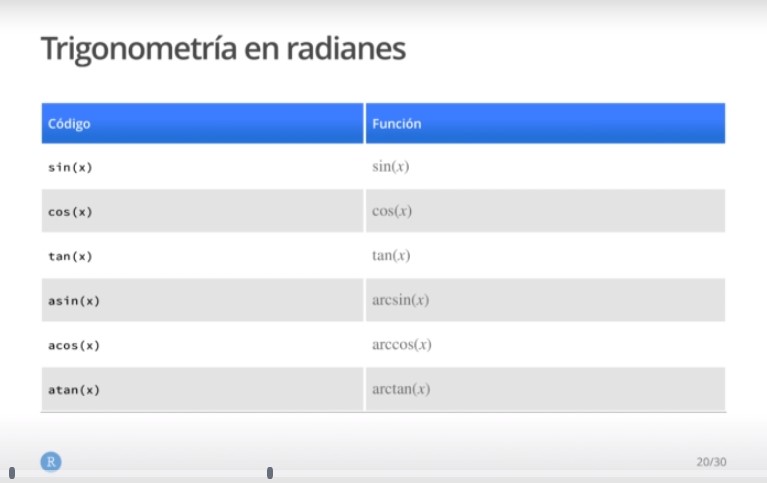 Trigonometría en radianes
Código Función
sin(x) sin(x)
cos(x) cos(x)
tan(x) tan(x)
asin(x) arcsin(x)
acos(x) arccos(x)
atan(x) arctan(x)
R 20/30